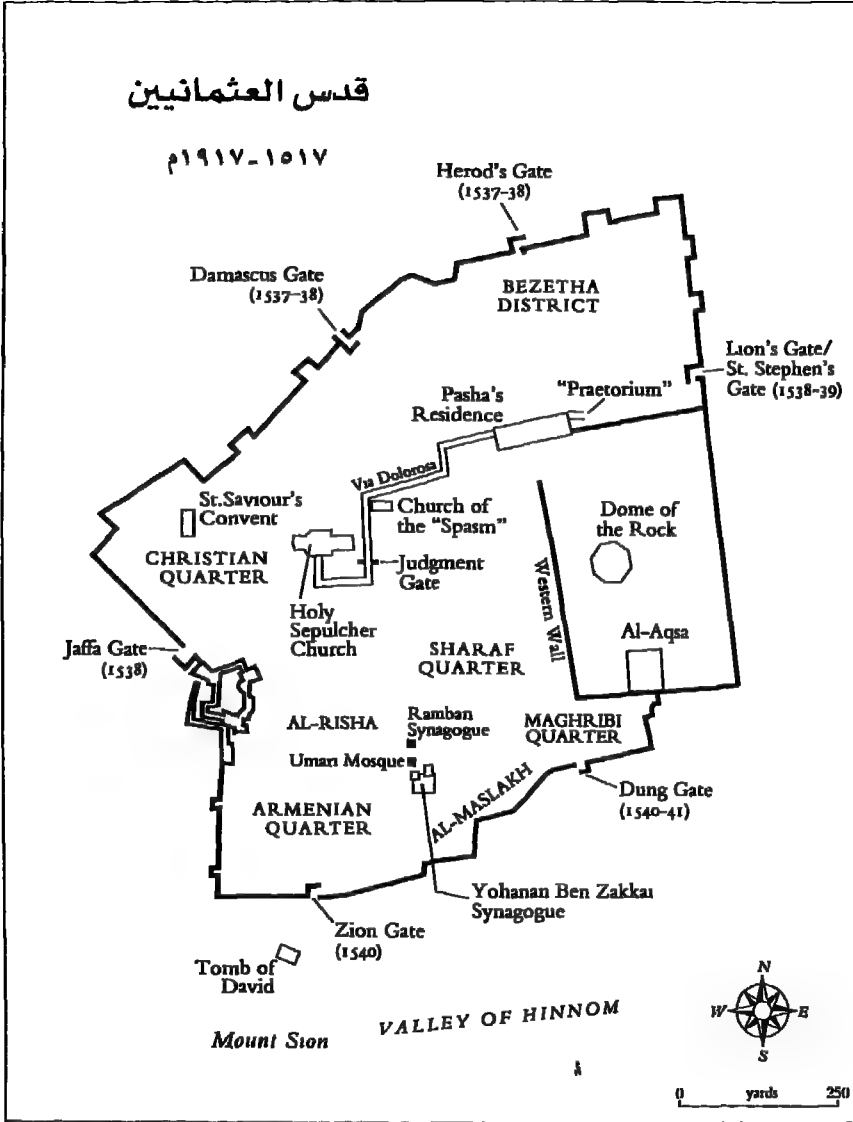 قدس العثمانيين
١٥١٧-١٩١٧م
Herod's Gate
(1537-38)
Damascus Gate
(1537-38)
BEZETHA
DISTRICT
Lion's Gate/
St. Stephen's
Gate (1538-39)
Pasha's
Residence
"Praetorium"
Via Dolorosa
St.Saviour's
Convent
Church of
the "Spasm"
Dome of
the Rock
CHRISTIAN
QUARTER
Judgment
Gate
Western Wall
Holy
Sepulcher
Church
Al-Aqsa
Jaffa Gate
(1538)
SHARAF
QUARTER
AL-RISHA
Ramban
Synagogue
MAGHRIBI
QUARTER
Umari Mosque
AL-MASLAKH
Dung Gate
(1540-41)
ARMENIAN
QUARTER
Yohanan Ben Zakkai
Synagogue
Zion Gate
(1540)
Tomb of
David
Mount Sion
VALLEY OF HINNOM
N
W E
S
0 yards 250